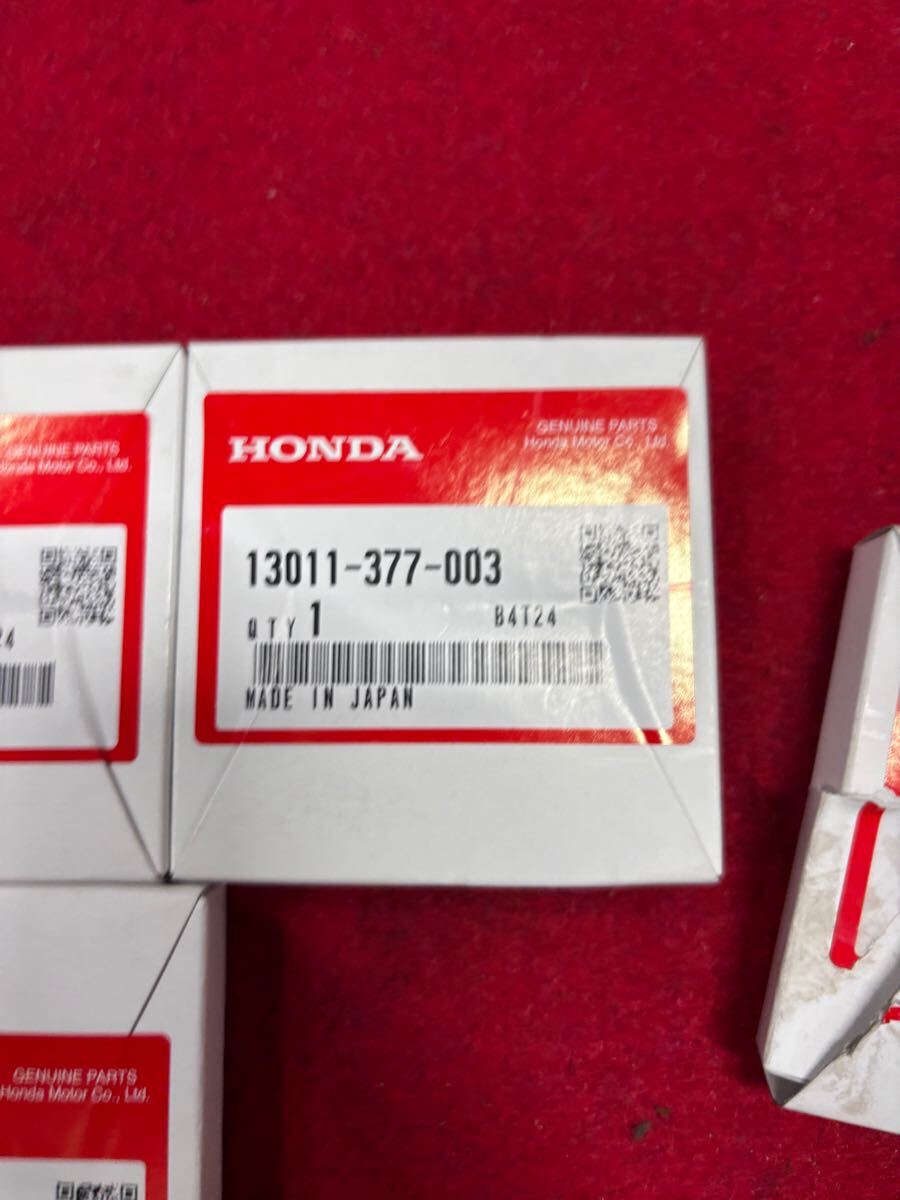 GENUINE PARTS
Honda Motor Co., Ltd.
24
HONDA
GENUINE PARTS
Honda Motor Co., Ltd.
13011-377-003
QTY 1
B4T24
MADE IN JAPAN
GENUINE PARTS
Honda Motor Co., Ltd.